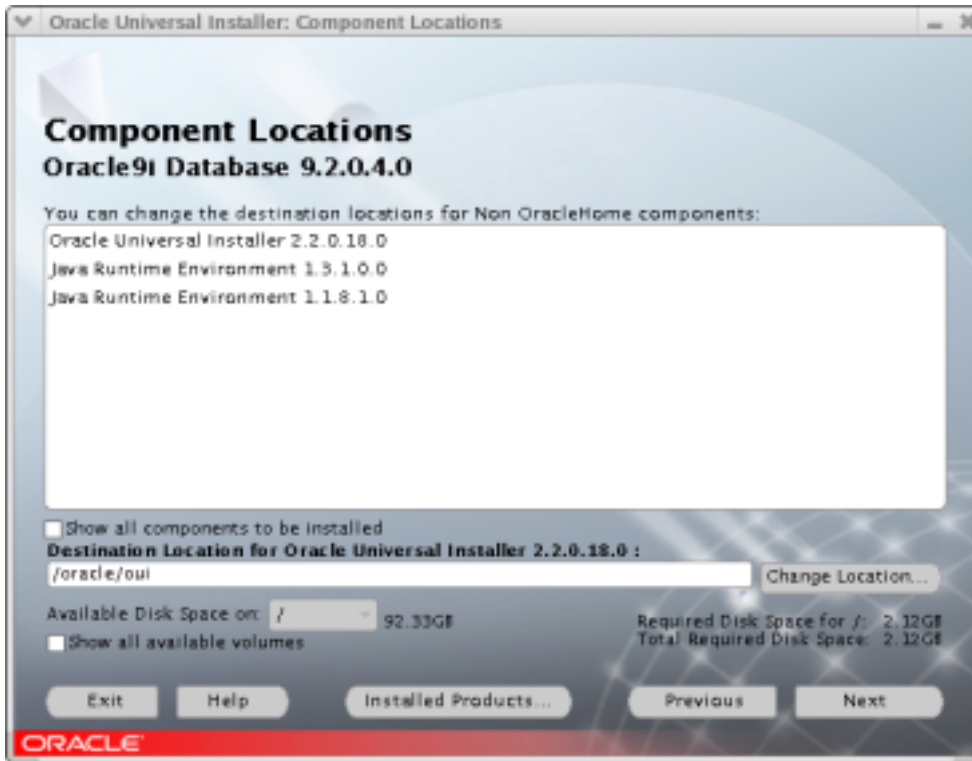 Oracle Universal Installer: Component Locations
Component Locations
Oracle9i Database 9.2.0.4.0
You can change the destination locations for Non OracleHome components:
Oracle Universal Installer 2.2.0.18.0
Java Runtime Environment 1.3.1.0.0
Java Runtime Environment 1.1.8.1.0
Show all components to be installed
Destination Location for Oracle Universal Installer 2.2.0.18.0 :
/oracle/oui
Change Location...
Available Disk Space on: / 92.33GB
Required Disk Space for /: 2.12GB
Show all available volumes
Total Required Disk Space: 2.12GB
Exit Help Installed Products... Previous Next
ORACLE